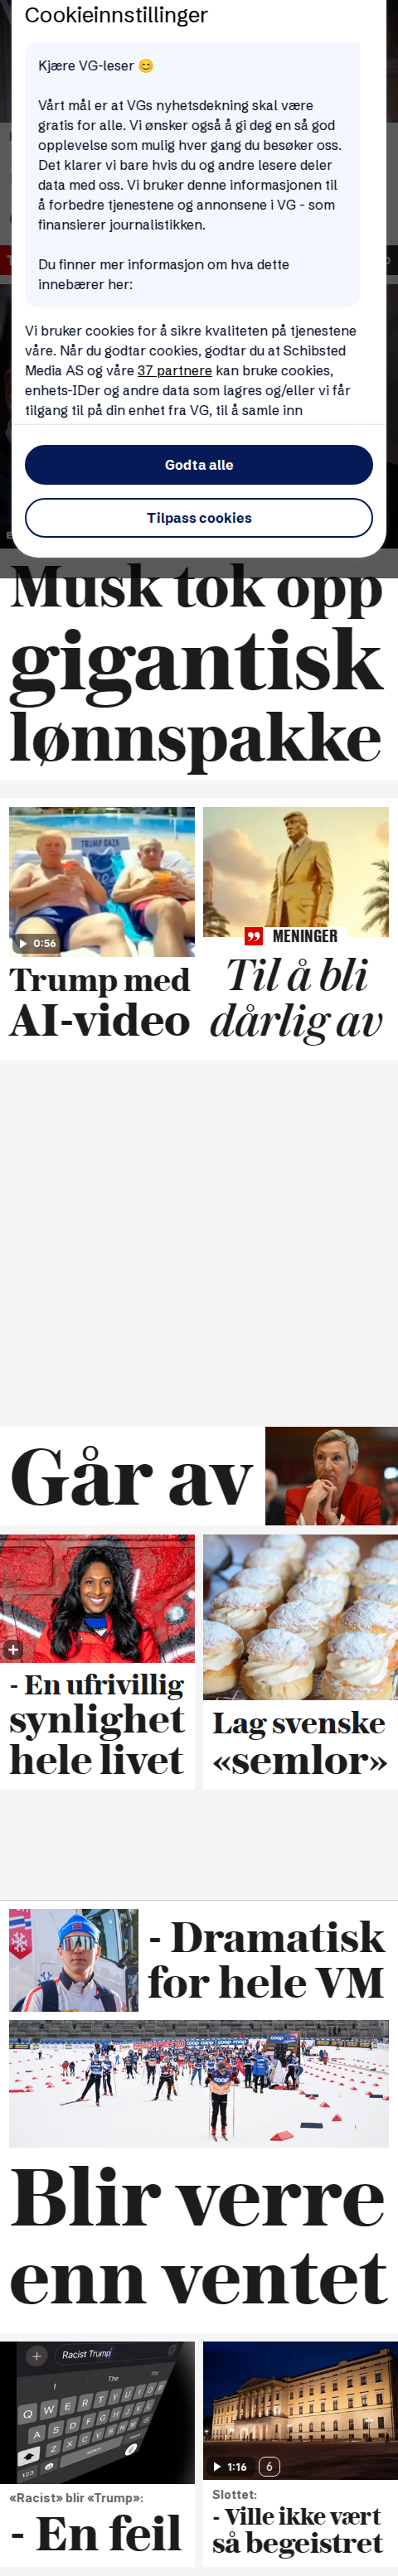 Cookieinnstillinger
Kjære VG-leser 😊
Vårt mål er at VGs nyhetsdekning skal være
gratis for alle. Vi ønsker også å gi deg en så god
opplevelse som mulig hver gang du besøker oss.
Det klarer vi bare hvis du og andre lesere deler
data med oss. Vi bruker denne informasjonen til
å forbedre tjenestene og annonsene i VG - som
finansierer journalistikken.
Du finner mer informasjon om hva dette
innebærer her:
Vi bruker cookies for å sikre kvaliteten på tjenestene
våre. Når du godtar cookies, godtar du at Schibsted
Media AS og våre 37 partnere kan bruke cookies,
enhets-IDer og andre data som lagres og/eller vi får
tilgang til på din enhet fra VG, til å samle inn
Godta alle
Tilpass cookies
Musk tok opp
gigantisk
lønnspakke
TRUMP GAZA
0:56
Trump med
AI-video
MENINGER
Til å bli
dårlig av
Går av
- En ufrivillig
synlighet
hele livet
Lag svenske
«semlor»
- Dramatisk
for hele VM
Blir verre
enn ventet
Racist Trump
I
The
I'm
Q W E R T Y U I O P
A S D F G H J K L
Z X C V B N M
123
«Racist» blir «Trump»:
- En feil
1:16
6
Slottet:
- Ville ikke vært
så begeistret